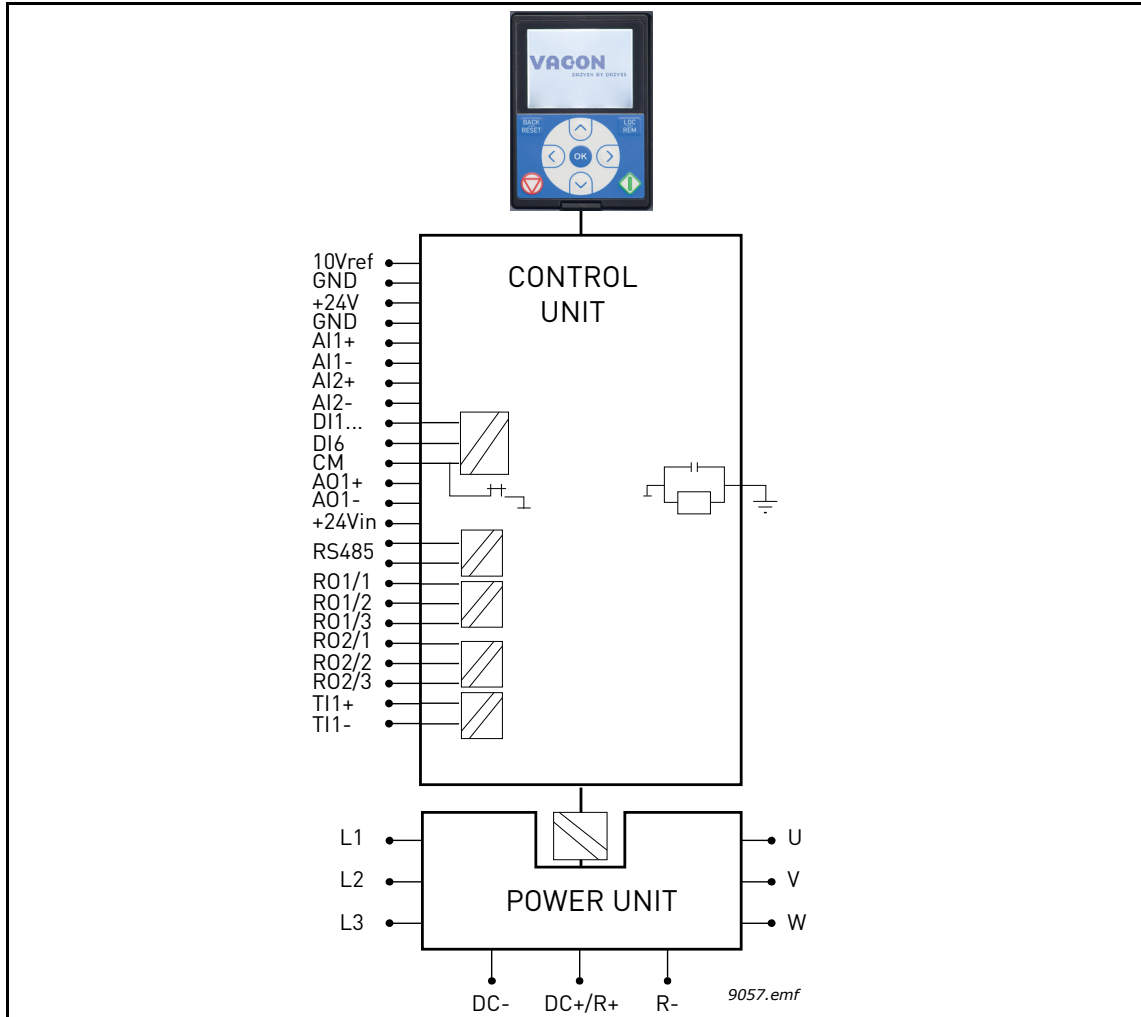 VACON
DRIVEN BY DRIVES
BACK
RESET
LOC
REM
OK
CONTROL
UNIT
10Vref
GND
+24V
GND
AI1+
AI1-
AI2+
AI2-
DI1...
DI6
CM
AO1+
AO1-
+24Vin
RS485
RO1/1
RO1/2
RO1/3
RO2/1
RO2/2
RO2/3
TI1+
TI1-
L1
L2
L3
POWER UNIT
U
V
W
DC-
DC+/R+
R-
9057.emf